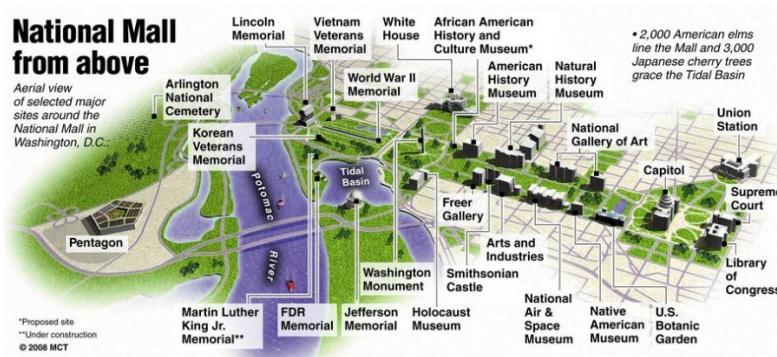 National Mall
from above
Aerial view
of selected major
sites around the
National Mall in
Washington, D.C.:
Lincoln
Memorial
Vietnam
Veterans
Memorial
White
House
African American
History and
Culture Museum*
• 2,000 American elms
line the Mall and 3,000
Japanese cherry trees
grace the Tidal Basin
Arlington
National
Cemetery
World War II
Memorial
American
History
Museum
Natural
History
Museum
Korean
Veterans
Memorial
National
Gallery of Art
Union
Station
Tidal
Basin
Capitol
Supreme
Court
Potomac
River
Freer
Gallery
Pentagon
Arts and
Industries
Library
of
Congress
Washington
Monument
Smithsonian
Castle
Martin Luther
King Jr.
Memorial**
FDR
Memorial
Jefferson
Memorial
Holocaust
Museum
National
Air &
Space
Museum
Native
American
Museum
U.S.
Botanic
Garden
*Proposed site
**Under construction
© 2008 MCT